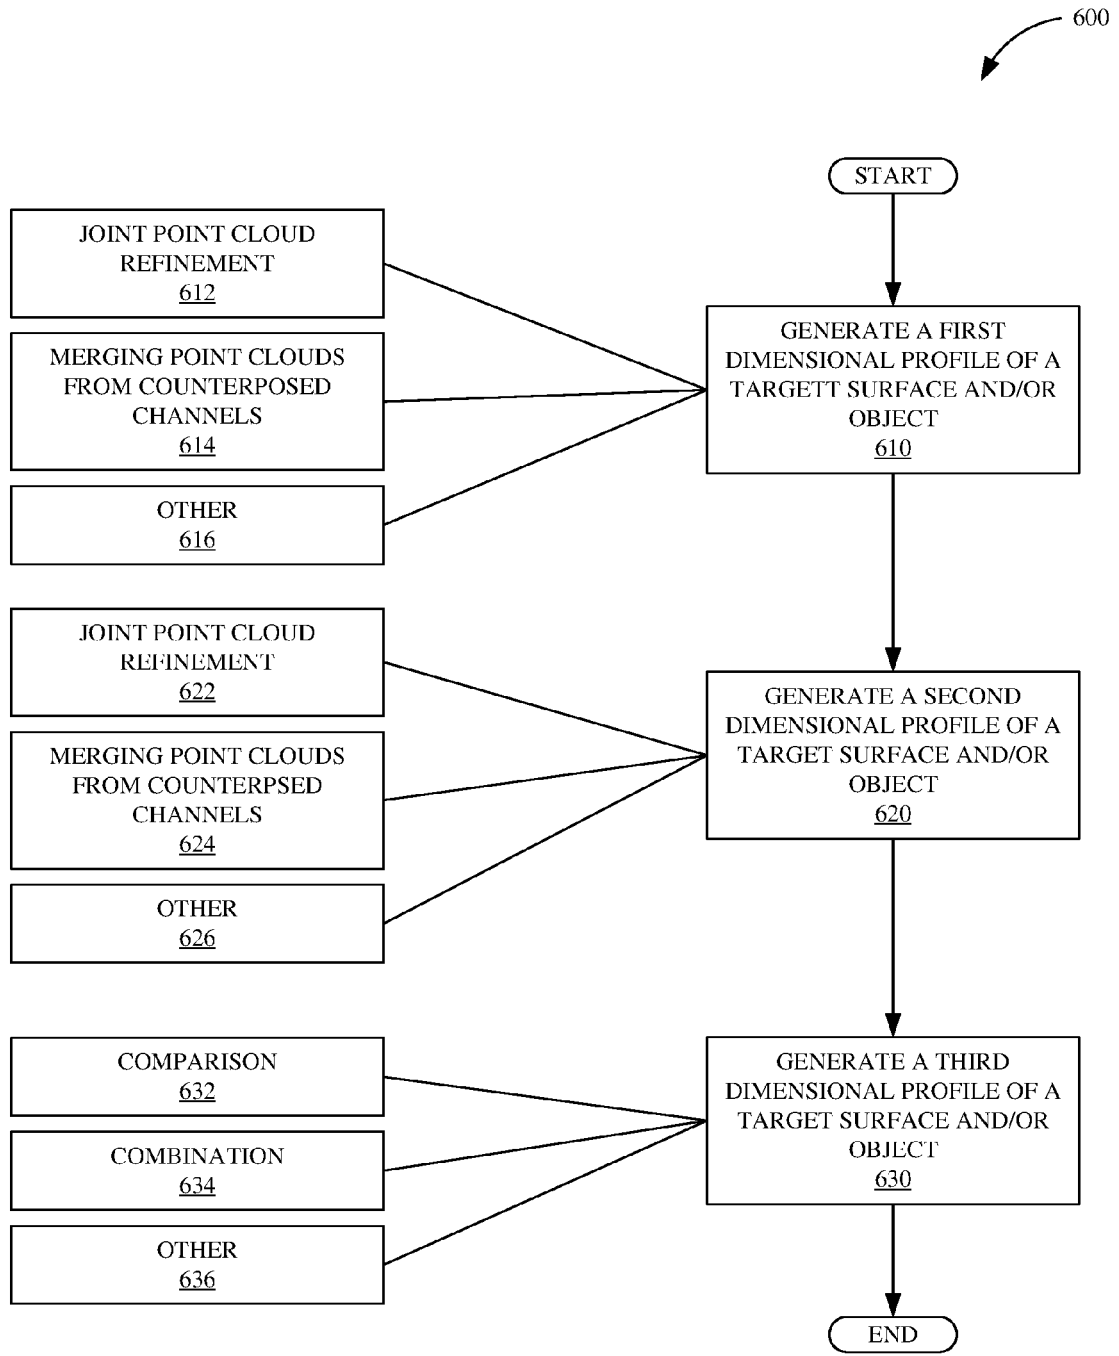 600
START
JOINT POINT CLOUD
REFINEMENT
612
MERGING POINT CLOUDS
FROM COUNTERPOSED
CHANNELS
614
OTHER
616
GENERATE A FIRST
DIMENSIONAL PROFILE OF A
TARGETT SURFACE AND/OR
OBJECT
610
JOINT POINT CLOUD
REFINEMENT
622
MERGING POINT CLOUDS
FROM COUNTERPSED
CHANNELS
624
OTHER
626
GENERATE A SECOND
DIMENSIONAL PROFILE OF A
TARGET SURFACE AND/OR
OBJECT
620
COMPARISON
632
COMBINATION
634
OTHER
636
GENERATE A THIRD
DIMENSIONAL PROFILE OF A
TARGET SURFACE AND/OR
OBJECT
630
END